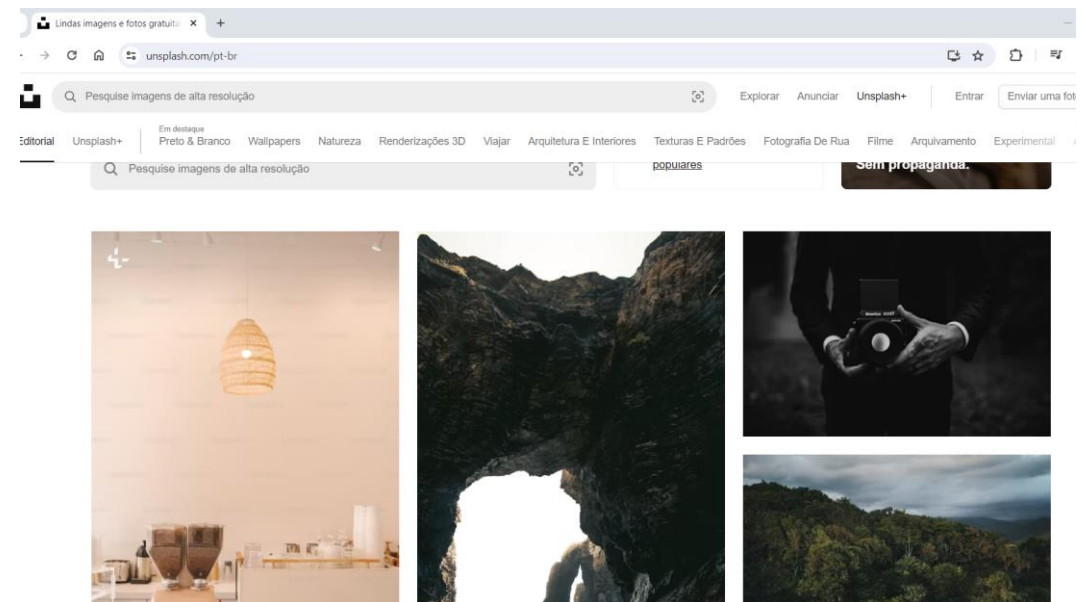 Lindas imagens e fotos gratuita
unsplash.com/pt-br
Pesquise imagens de alta resolução
Explorar Anunciar Unsplash+ Entrar Enviar uma fot
Em destaque
Editorial Unsplash+ Preto & Branco Wallpapers Natureza Renderizações 3D Viajar Arquitetura E Interiores Texturas E Padrões Fotografia De Rua Filme Arquivamento Experimental
Pesquise imagens de alta resolução
populares
Sem propaganda.